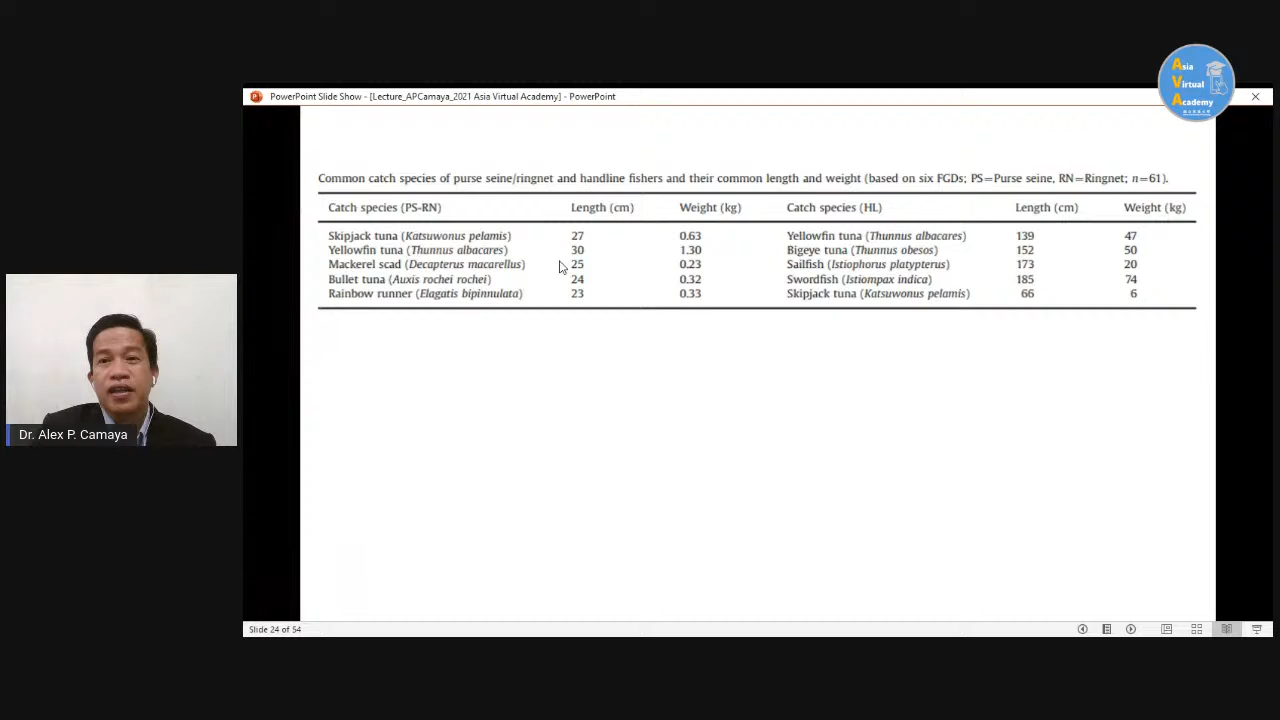 PowerPoint Slide Show - [Lecture_APCamaya_2021 Asia Virtual Academy] - PowerPoint
Asia
Virtual
Academy
Common catch species of purse seine/ringnet and handline fishers and their common length and weight (based on six FGDs; PS=Purse seine, RN=Ringnet; n=61).
Catch species (PS-RN) Length (cm) Weight (kg) Catch species (HL) Length (cm) Weight (kg)
Skipjack tuna (Katsuwonus pelamis) 27 0.63 Yellowfin tuna (Thunnus albacares) 139 47
Yellowfin tuna (Thunnus albacares) 30 1.30 Bigeye tuna (Thunnus obesos) 152 50
Mackerel scad (Decapterus macarellus) 25 0.23 Sailfish (Istiophorus platypterus) 173 20
Bullet tuna (Auxis rochei rochei) 24 0.32 Swordfish (Istiompax indica) 185 74
Rainbow runner (Elagatis bipinnulata) 23 0.33 Skipjack tuna (Katsuwonus pelamis) 66 6
Dr. Alex P. Camaya
Slide 24 of 54